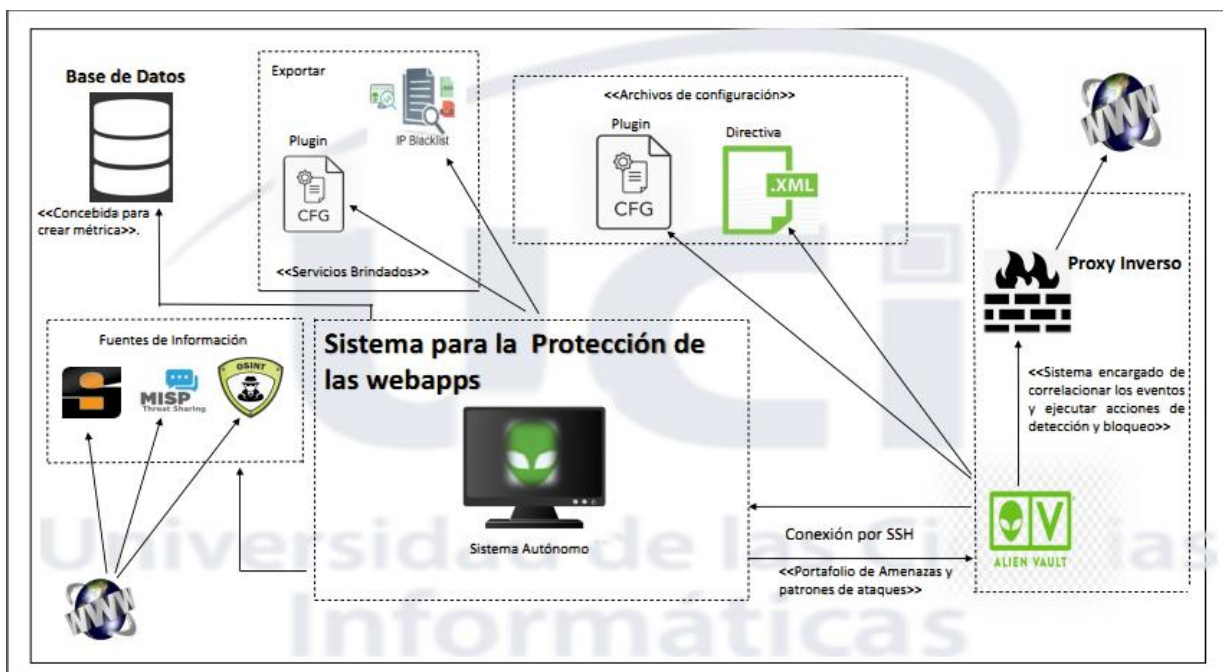 Base de Datos
<<Concebida para
crear métrica>>.
Exportar
Plugin
CFG
IP Blacklist
<<Servicios Brindados>>
<<Archivos de configuración>>
Plugin
CFG
Directiva
.XML
WWW
Proxy Inverso
<<Sistema encargado de
correlacionar los eventos
y ejecutar acciones de
detección y bloqueo>>
ALIEN VAULT
Fuentes de Información
S
MISP
Threat Sharing
OSINT
WWW
Sistema para la Protección de
las webapps
Sistema Autónomo
Conexión por SSH
<<Portafolio de Amenazas y
patrones de ataques>>
UCi
Universidad de las Ciencias
Informáticas